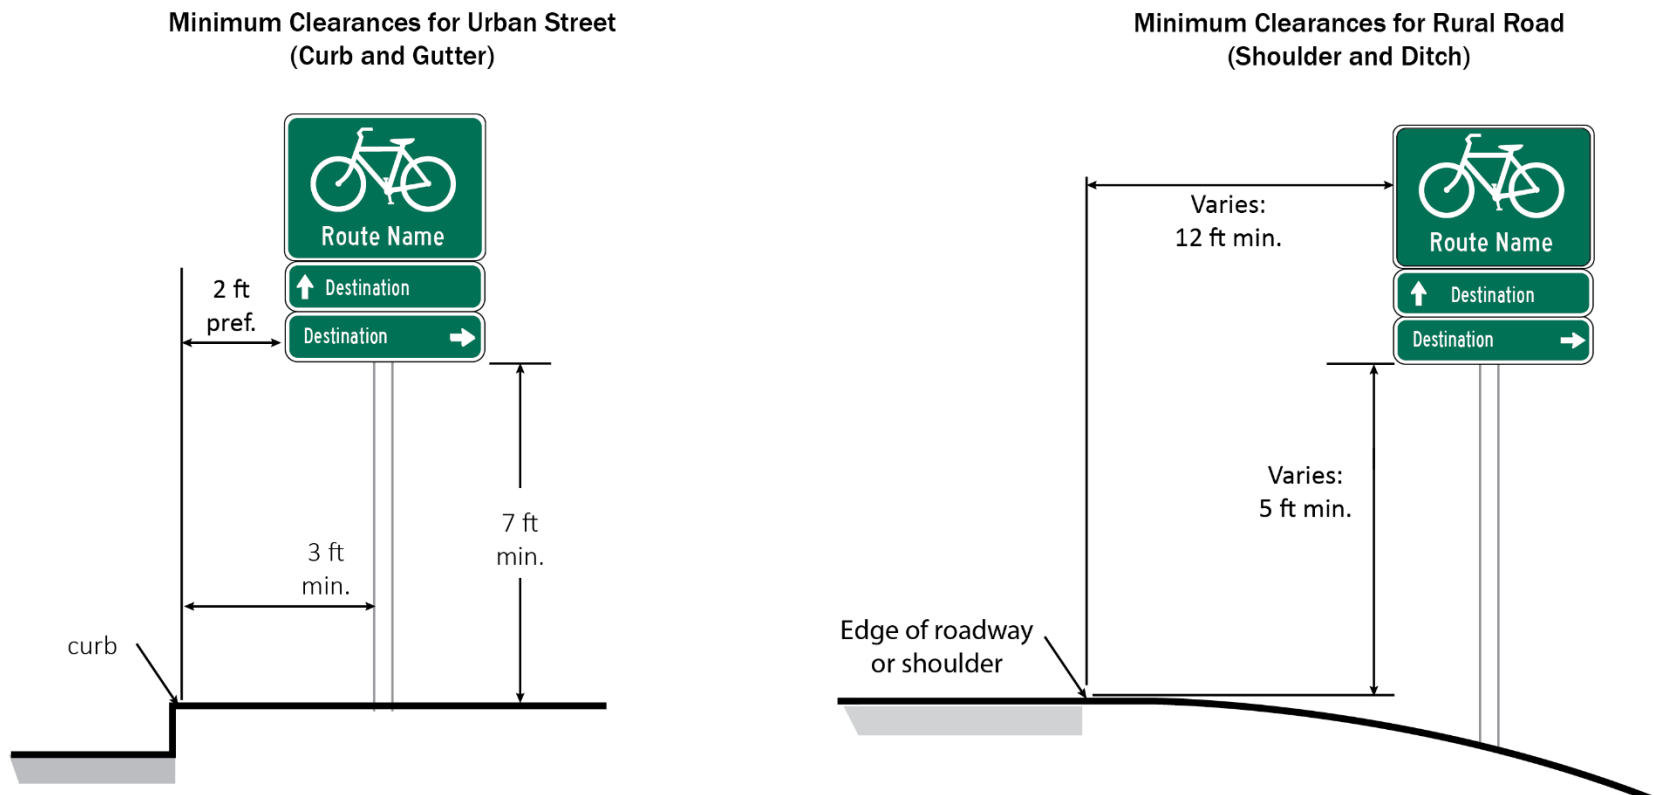 Minimum Clearances for Urban Street
(Curb and Gutter)
Route Name
Destination
Destination
2 ft
pref.
7 ft
min.
3 ft
min.
curb
Minimum Clearances for Rural Road
(Shoulder and Ditch)
Varies:
12 ft min.
Route Name
Destination
Destination
Varies:
5 ft min.
Edge of roadway
or shoulder